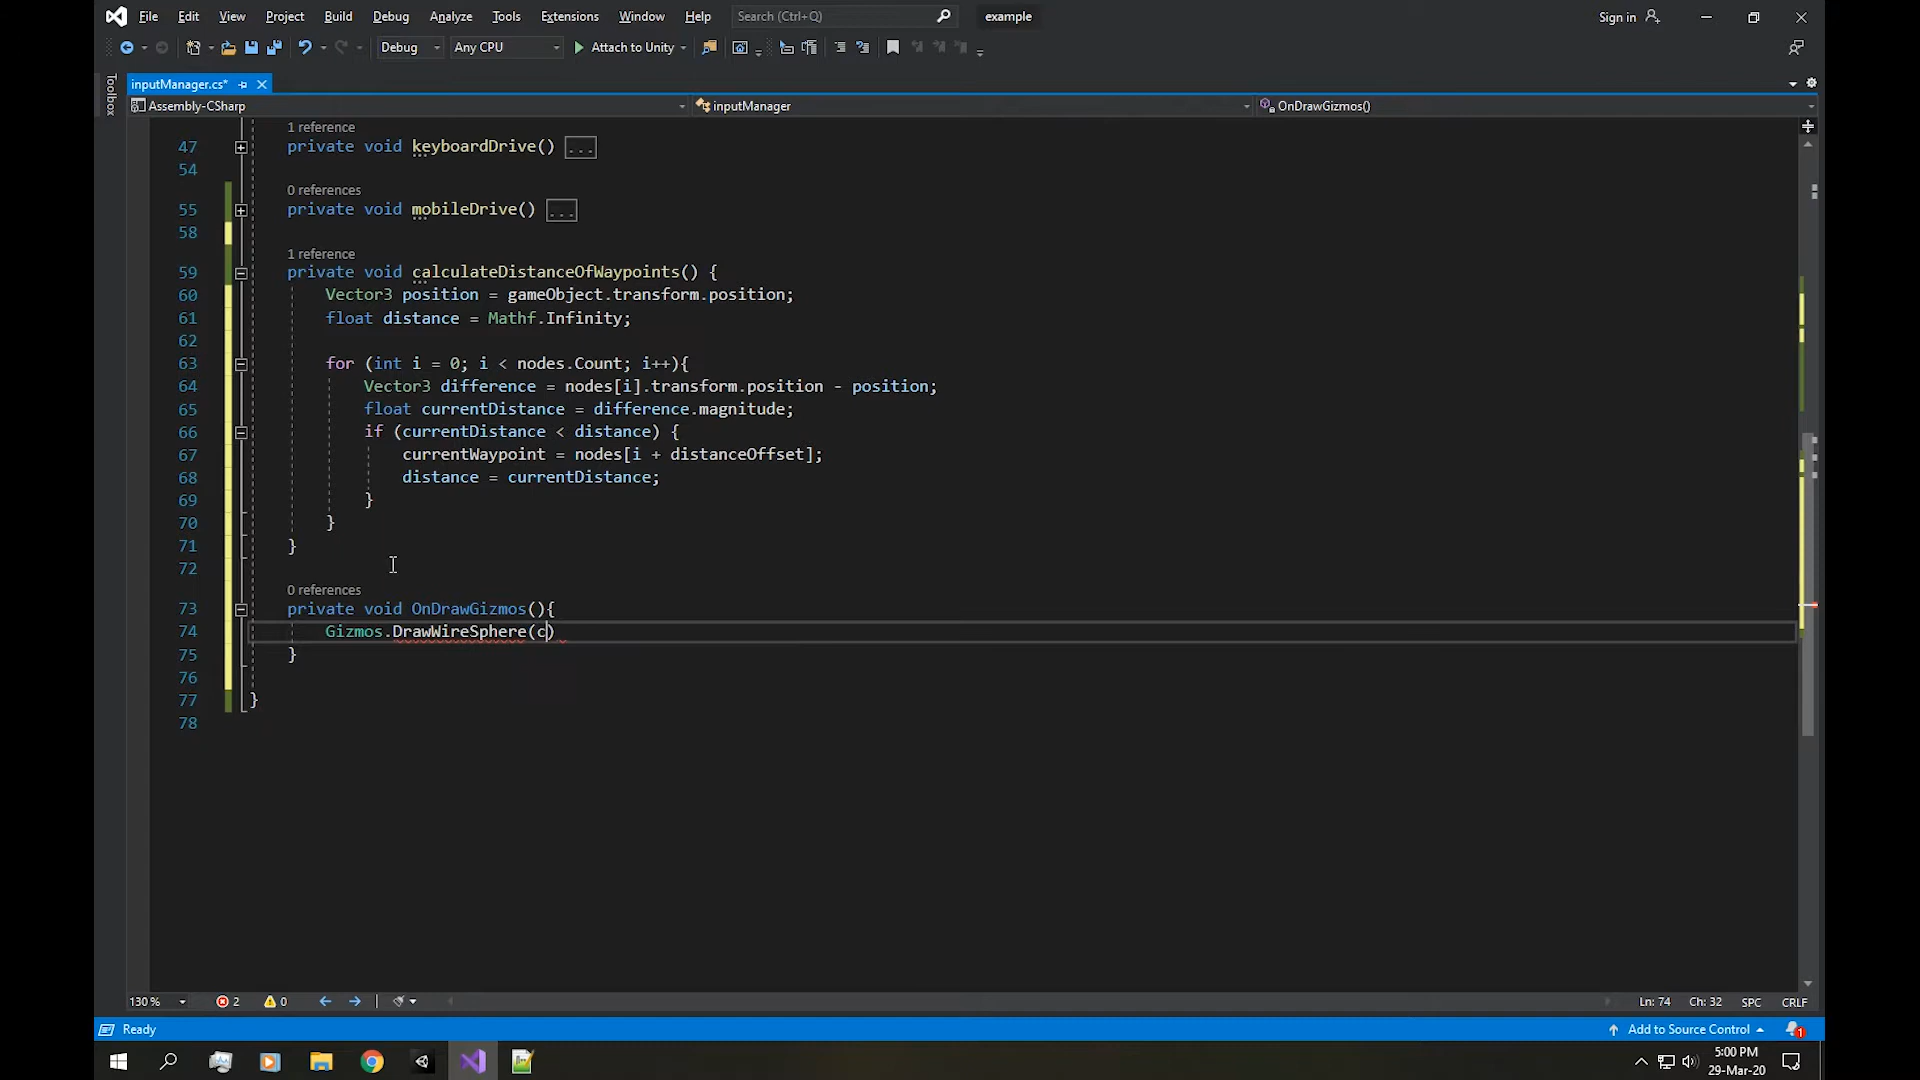 File Edit View Project Build Debug Analyze Tools Extensions Window Help Search (Ctrl+Q) example Sign in
Debug Any CPU Attach to Unity
Toolbox
inputManager.cs*
Assembly-CSharp inputManager OnDrawGizmos()
1 reference
47 private void keyboardDrive() ...
54
0 references
55 private void mobileDrive() ...
58
1 reference
59 private void calculateDistanceOfWaypoints() {
60 Vector3 position = gameObject.transform.position;
61 float distance = Mathf.Infinity;
62
63 for (int i = 0; i < nodes.Count; i++){
64 Vector3 difference = nodes[i].transform.position - position;
65 float currentDistance = difference.magnitude;
66 if (currentDistance < distance) {
67 currentWaypoint = nodes[i + distanceOffset];
68 distance = currentDistance;
69 }
70 }
71 }
72
0 references
73 private void OnDrawGizmos(){
74 Gizmos.DrawWireSphere(c)
75 }
76
77 }
78
130 % 2 0 Ln: 74 Ch: 32 SPC CRLF
Ready Add to Source Control 1
5:00 PM
29-Mar-20